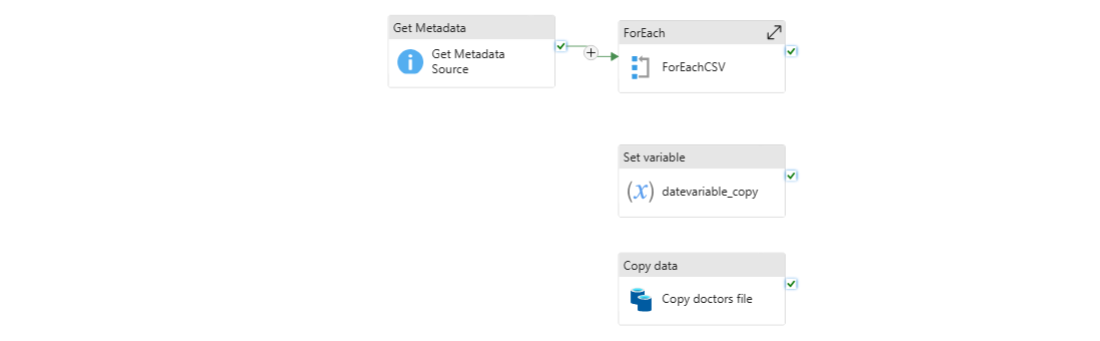 Get Metadata
Get Metadata
Source
ForEach
ForEachCSV
Set variable
(x)
datevariable_copy
Copy data
Copy doctors file